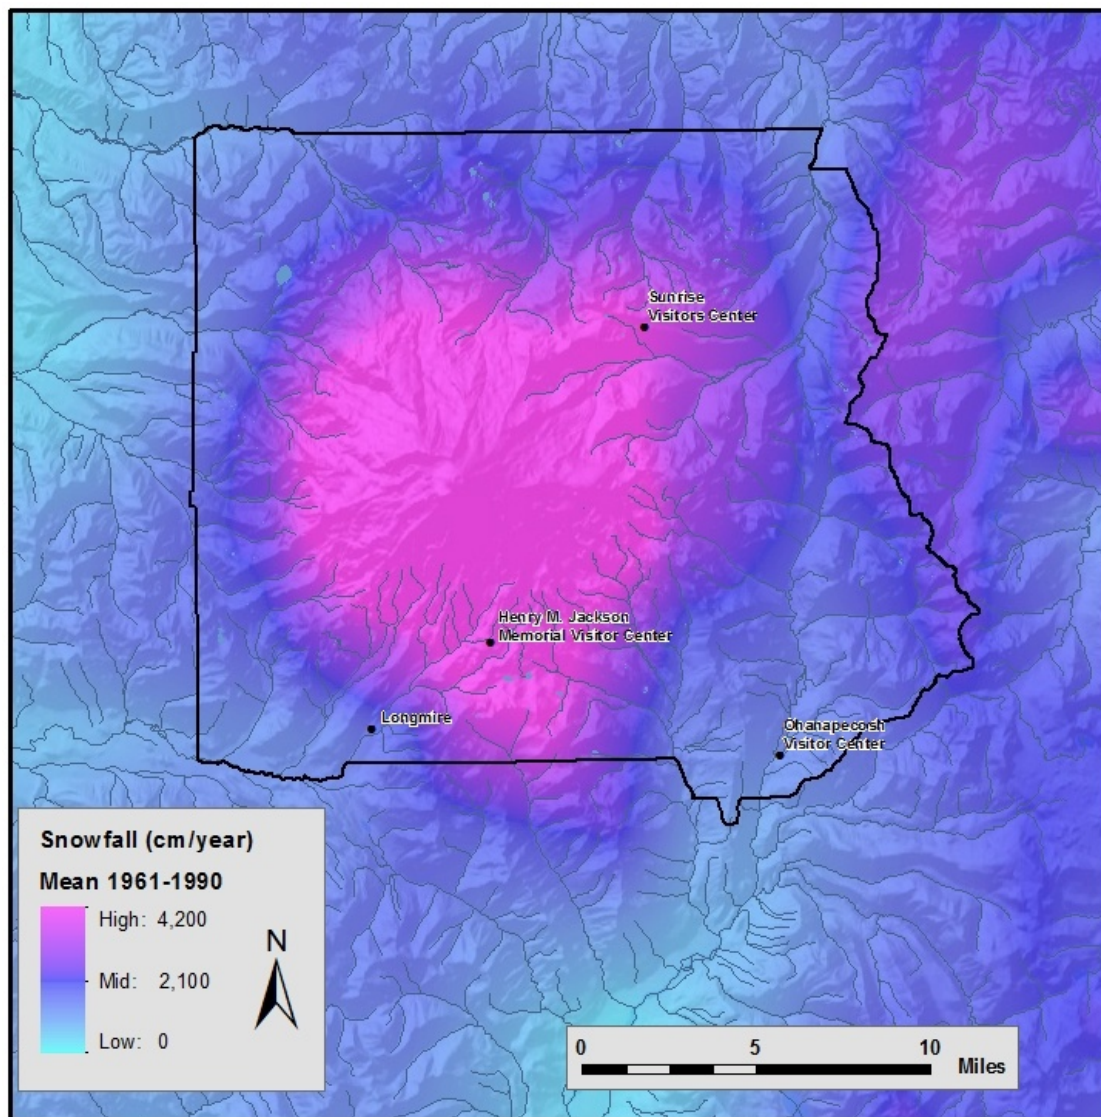 Sunrise
Visitors Center
Henry M. Jackson
Memorial Visitor Center
Longmire
Ohanapecosh
Visitor Center
Snowfall (cm/year)
Mean 1961-1990
High: 4,200
Mid: 2,100
Low: 0
N
0 5 10
Miles